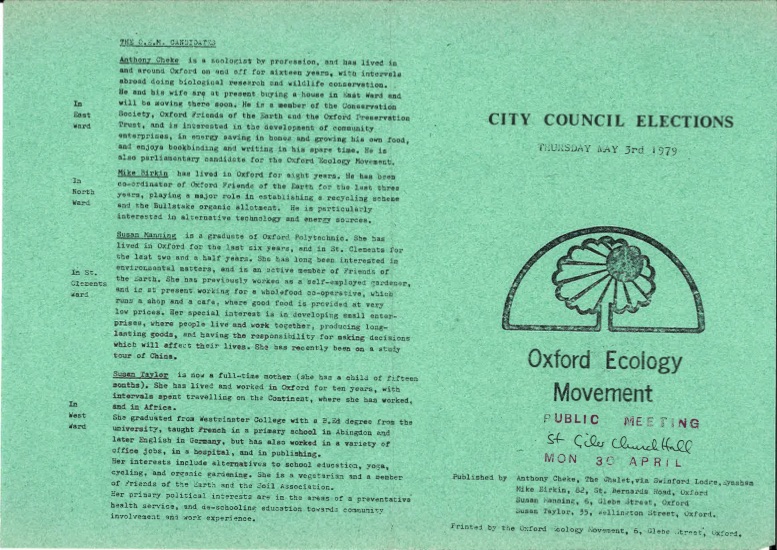 THE O.E.M. CANDIDATES
Anthony Cheke is a zoologist by profession, and has lived in
and around Oxford on and off for sixteen years, with intervals
abroad doing biological research and wildlife conservation.
He and his wife are at present buying a house in East Ward and
will be moving there soon. He is a member of the Conservation
Society, Oxford Friends of the Earth and the Oxford Preservation
Trust, and is interested in the development of community
enterprises, in energy saving in homes and growing his own food,
and enjoys bookbinding and writing in his spare time. He is
also parliamentary candidate for the Oxford Ecology Movement.
In
East
Ward
Mike Birkin has lived in Oxford for eight years. He has been
co-ordinator of Oxford Friends of the Earth for the last three
years, playing a major role in establishing a recycling scheme
and the Bullstake organic allotment. He is particularly
interested in alternative technology and energy sources.
In
North
Ward
Susan Manning is a graduate of Oxford Polytechnic. She has
lived in Oxford for the last six years, and in St. Clements for
the last two and a half years. She has long been interested in
environmental matters, and is an active member of Friends of
the Earth. She has previously worked as a self-employed gardener,
and is at present working for a wholefood co-operative, which
runs a shop and a cafe, where good food is provided at very
low prices. Her special interest is in developing small enter-
prises, where people live and work together, producing long-
lasting goods, and having the responsibility for making decisions
which will affect their lives. She has recently been on a study
tour of China.
In St.
Clements
Ward
Susan Taylor is now a full-time mother (she has a child of fifteen
months). She has lived and worked in Oxford for ten years, with
intervals spent travelling on the Continent, where she has worked,
and in Africa.
She graduated from Westminster College with a B.Ed degree from the
university, taught French in a primary school in Abingdon and
later English in Germany, but has also worked in a variety of
office jobs, in a hospital, and in publishing.
Her interests include alternatives to school education, yoga,
cycling, and organic gardening. She is a vegetarian and a member
of Friends of the Earth and the Soil Association.
Her primary political interests are in the areas of a preventative
health service, and de-schooling education towards community
involvement and work experience.
In
West
Ward
CITY COUNCIL ELECTIONS
THURSDAY MAY 3rd 1979
Oxford Ecology
Movement
PUBLIC MEETING
St Giles Church Hall
MON 30 APRIL
Published by Anthony Cheke, The Whalet, via Swinford Lodge, Eynsham
Mike Birkin, 62, St. Bernards Road, Oxford
Susan Manning, 6, Glebe Street, Oxford
Susan Taylor, 35, Wellington Street, Oxford.
Printed by the Oxford Ecology Movement, 6, Glebe Street, Oxford.